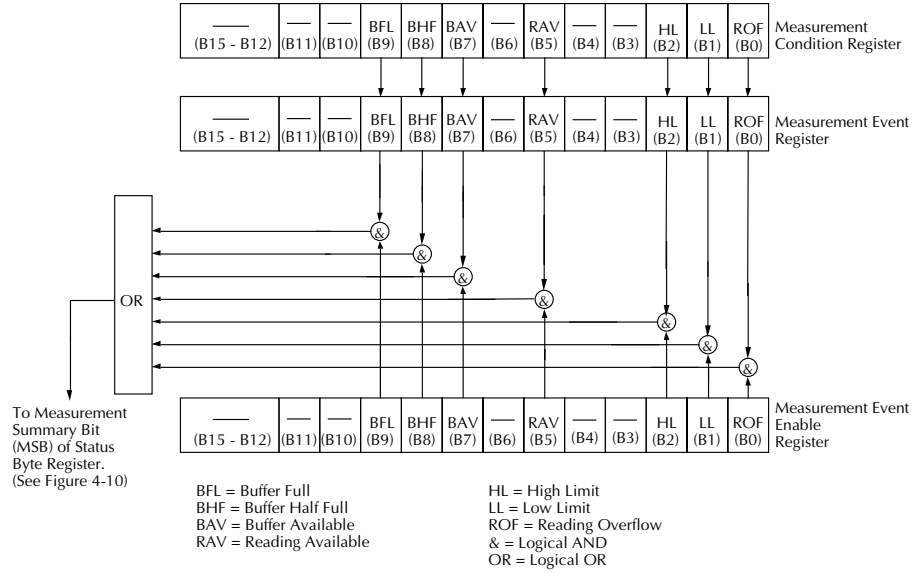 BFL BHF BAV RAV HL LL ROF
(B15 - B12) (B11) (B10) (B9) (B8) (B7) (B6) (B5) (B4) (B3) (B2) (B1) (B0)
Measurement
Condition Register
BFL BHF BAV RAV HL LL ROF
(B15 - B12) (B11) (B10) (B9) (B8) (B7) (B6) (B5) (B4) (B3) (B2) (B1) (B0)
Measurement Event
Register
&
&
&
OR
&
&
&
&
To Measurement
Summary Bit
(MSB) of Status
Byte Register.
(See Figure 4-10)
BFL BHF BAV RAV HL LL ROF
(B15 - B12) (B11) (B10) (B9) (B8) (B7) (B6) (B5) (B4) (B3) (B2) (B1) (B0)
Measurement Event
Enable
Register
BFL = Buffer Full
BHF = Buffer Half Full
BAV = Buffer Available
RAV = Reading Available
HL = High Limit
LL = Low Limit
ROF = Reading Overflow
& = Logical AND
OR = Logical OR